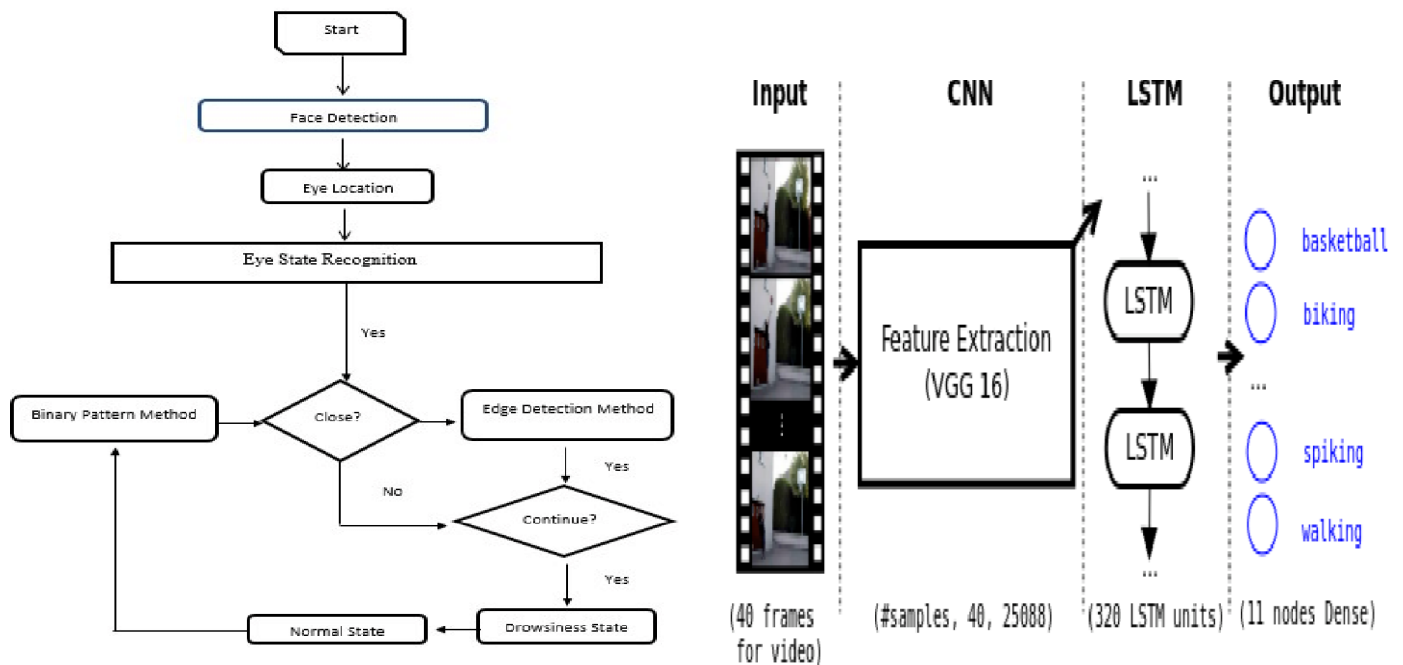 Start
Face Detection
Eye Location
Eye State Recognition
Yes
Binary Pattern Method
Close?
Edge Detection Method
Yes
No
Continue?
Yes
Drowsiness State
Normal State
Input
CNN
LSTM
Output
...
Feature Extraction
(VGG 16)
LSTM
LSTM
...
basketball
biking
...
spiking
walking
(40 frames
for video)
(#samples, 40, 25088)
(320 LSTM units)
(11 nodes Dense)